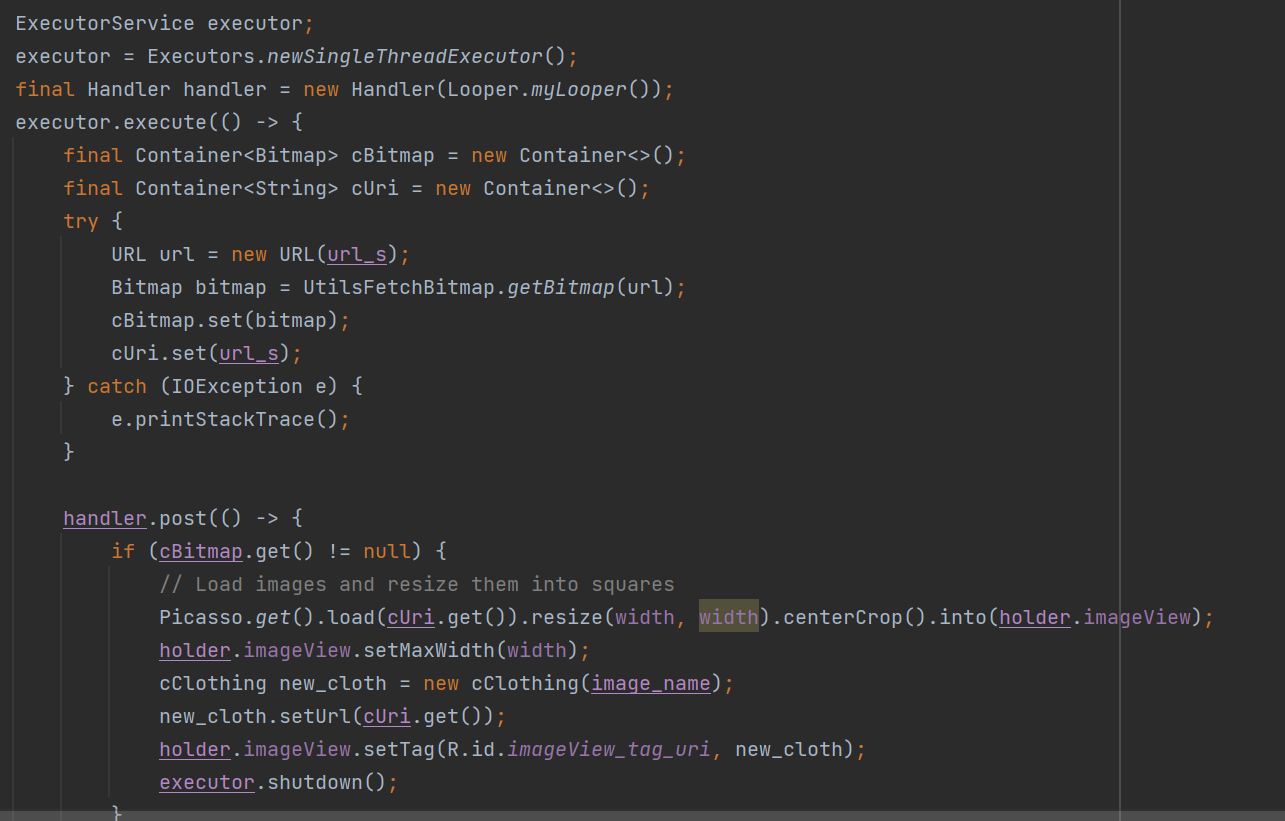 ExecutorService executor;
executor = Executors.newSingleThreadExecutor();
final Handler handler = new Handler(Looper.myLooper());
executor.execute(() -> {
    final Container<Bitmap> cBitmap = new Container<>();
    final Container<String> cUri = new Container<>();
    try {
        URL url = new URL(url_s);
        Bitmap bitmap = UtilsFetchBitmap.getBitmap(url);
        cBitmap.set(bitmap);
        cUri.set(url_s);
    } catch (IOException e) {
        e.printStackTrace();
    }

    handler.post(() -> {
        if (cBitmap.get() != null) {
            // Load images and resize them into squares
            Picasso.get().load(cUri.get()).resize(width, width).centerCrop().into(holder.imageView);
            holder.imageView.setMaxWidth(width);
            cClothing new_cloth = new cClothing(image_name);
            new_cloth.setUrl(cUri.get());
            holder.imageView.setTag(R.id.imageView_tag_uri, new_cloth);
            executor.shutdown();
        }